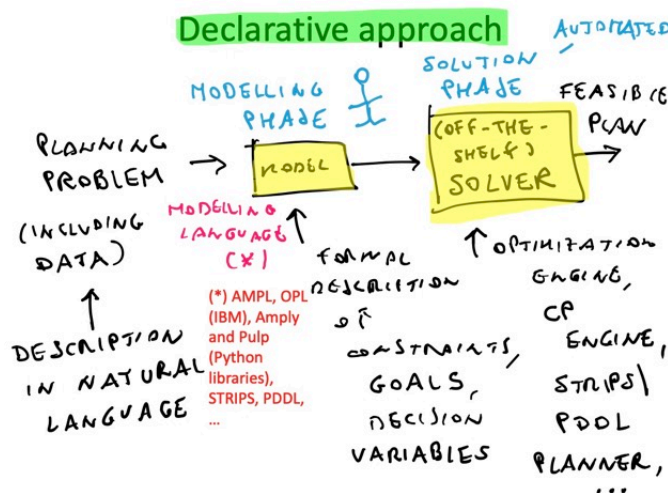 Declarative approach
AUTOMATED
MODELLING
PHASE
SOLUTION
PHASE
PLANNING
PROBLEM
(INCLUDING
DATA)
DESCRIPTION
IN NATURAL
LANGUAGE
MODEL
MODELLING
LANGUAGE
(*)
(*) AMPL, OPL
(IBM), Amply
and Pulp
(Python
libraries),
STRIPS, PDDL,
...
FORMAL
DESCRIPTION
OF
CONSTRAINTS,
GOALS,
DECISION
VARIABLES
(OFF-THE-
SHELF)
SOLVER
FEASIBLE
PLAN
OPTIMIZATION
ENGINE,
CP
ENGINE,
STRIPS/
PDDL
PLANNER,
...